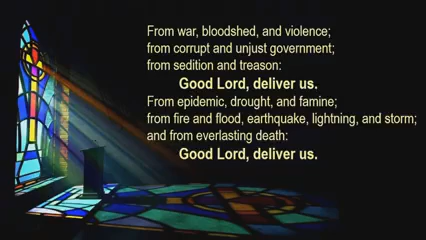 From war, bloodshed, and violence;
from corrupt and unjust government;
from sedition and treason:
Good Lord, deliver us.
From epidemic, drought, and famine;
from fire and flood, earthquake, lightning, and storm;
and from everlasting death:
Good Lord, deliver us.